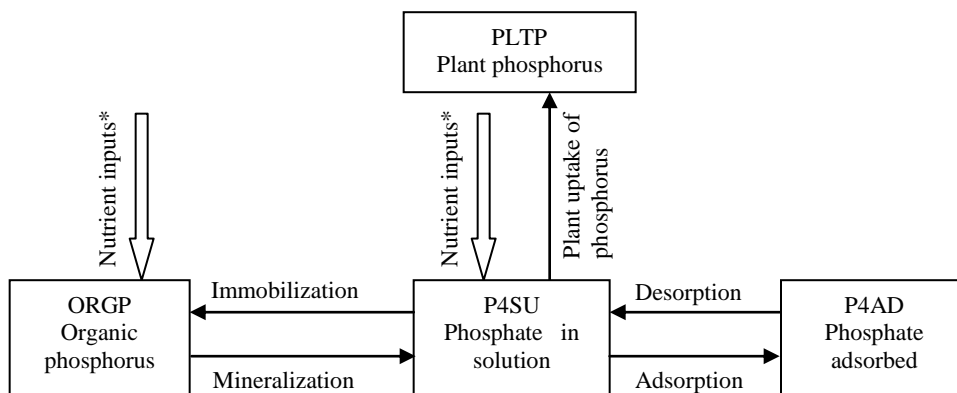 PLTP
Plant phosphorus
Nutrient inputs*
Nutrient inputs*
Plant uptake of
phosphorus
ORGP
Organic
phosphorus
Immobilization
Mineralization
P4SU
Phosphate in
solution
Desorption
Adsorption
P4AD
Phosphate
adsorbed